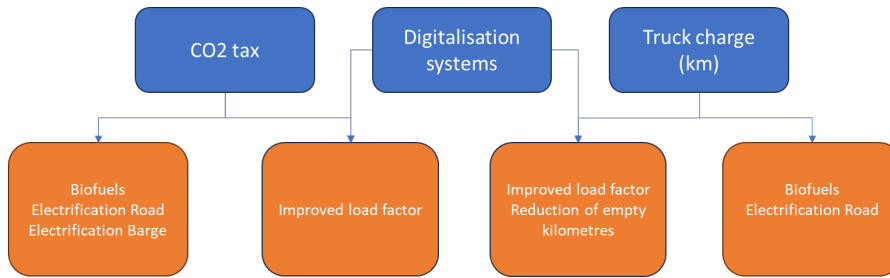 CO2 tax
Digitalisation
systems
Truck charge
(km)
Biofuels
Electrification Road
Electrification Barge
Improved load factor
Improved load factor
Reduction of empty
kilometres
Biofuels
Electrification Road